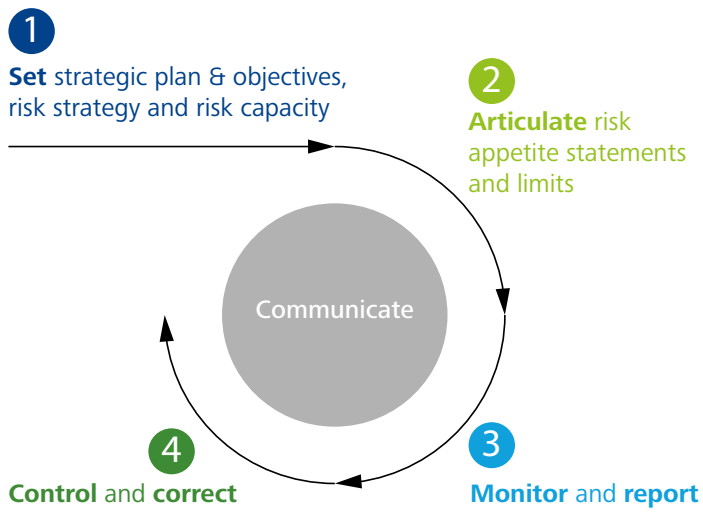 1
Set strategic plan & objectives,
risk strategy and risk capacity
2
Articulate risk
appetite statements
and limits
Communicate
3
Monitor and report
4
Control and correct